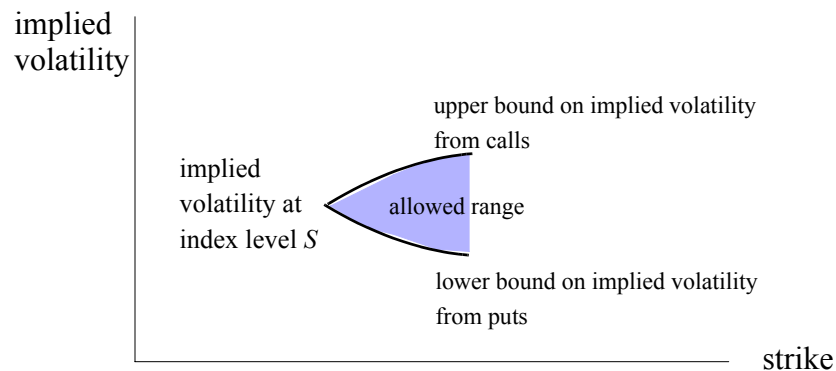 implied
volatility
upper bound on implied volatility
from calls
implied
volatility at
index level S
allowed range
lower bound on implied volatility
from puts
strike